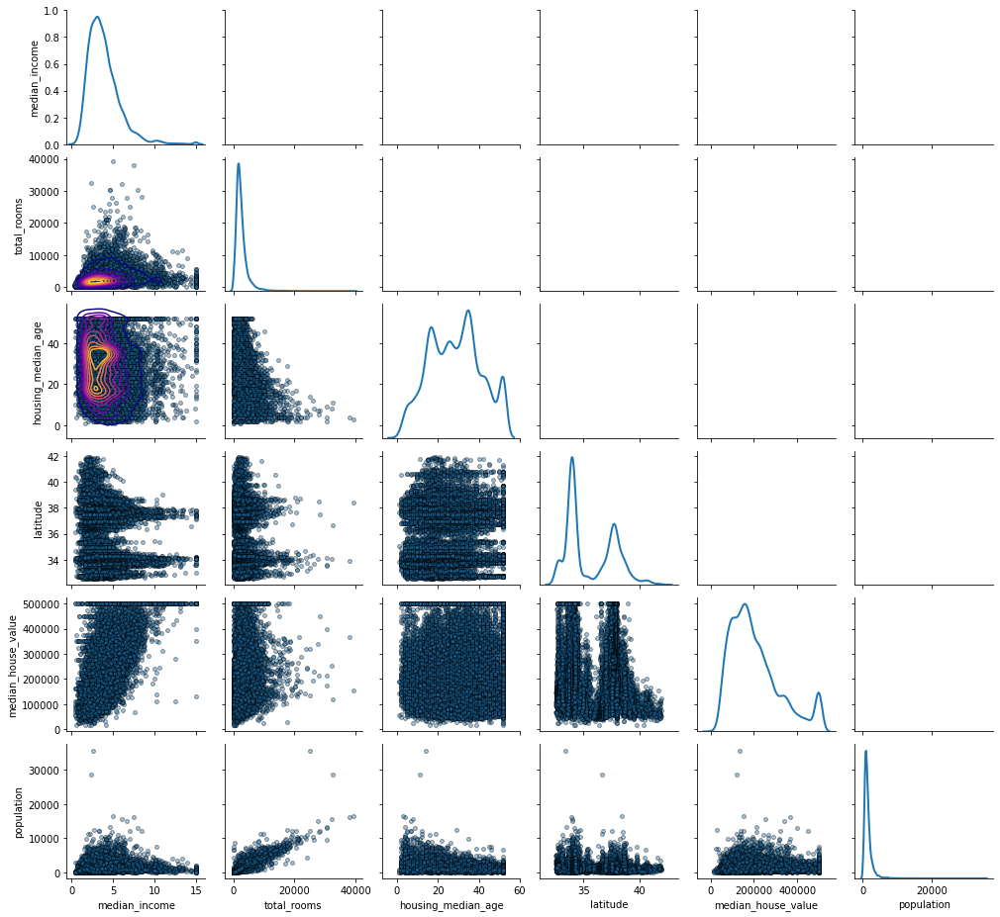 1.0
0.8
0.6
0.4
0.2
0.0
median_income
40000
30000
20000
10000
0
total_rooms
40
20
0
housing_median_age
42
40
38
36
34
latitude
500000
400000
300000
200000
100000
0
median_house_value
30000
20000
10000
0
population
0 5 10 15
median_income
0 20000 40000
total_rooms
0 20 40 60
housing_median_age
35 40
latitude
0 200000 400000
median_house_value
0 20000
population